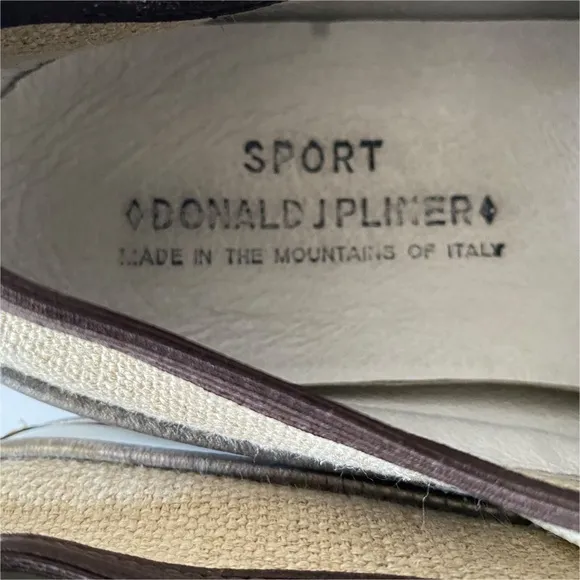 SPORT
◊DONALD J PLINER♦
MADE IN THE MOUNTAINS OF ITALY